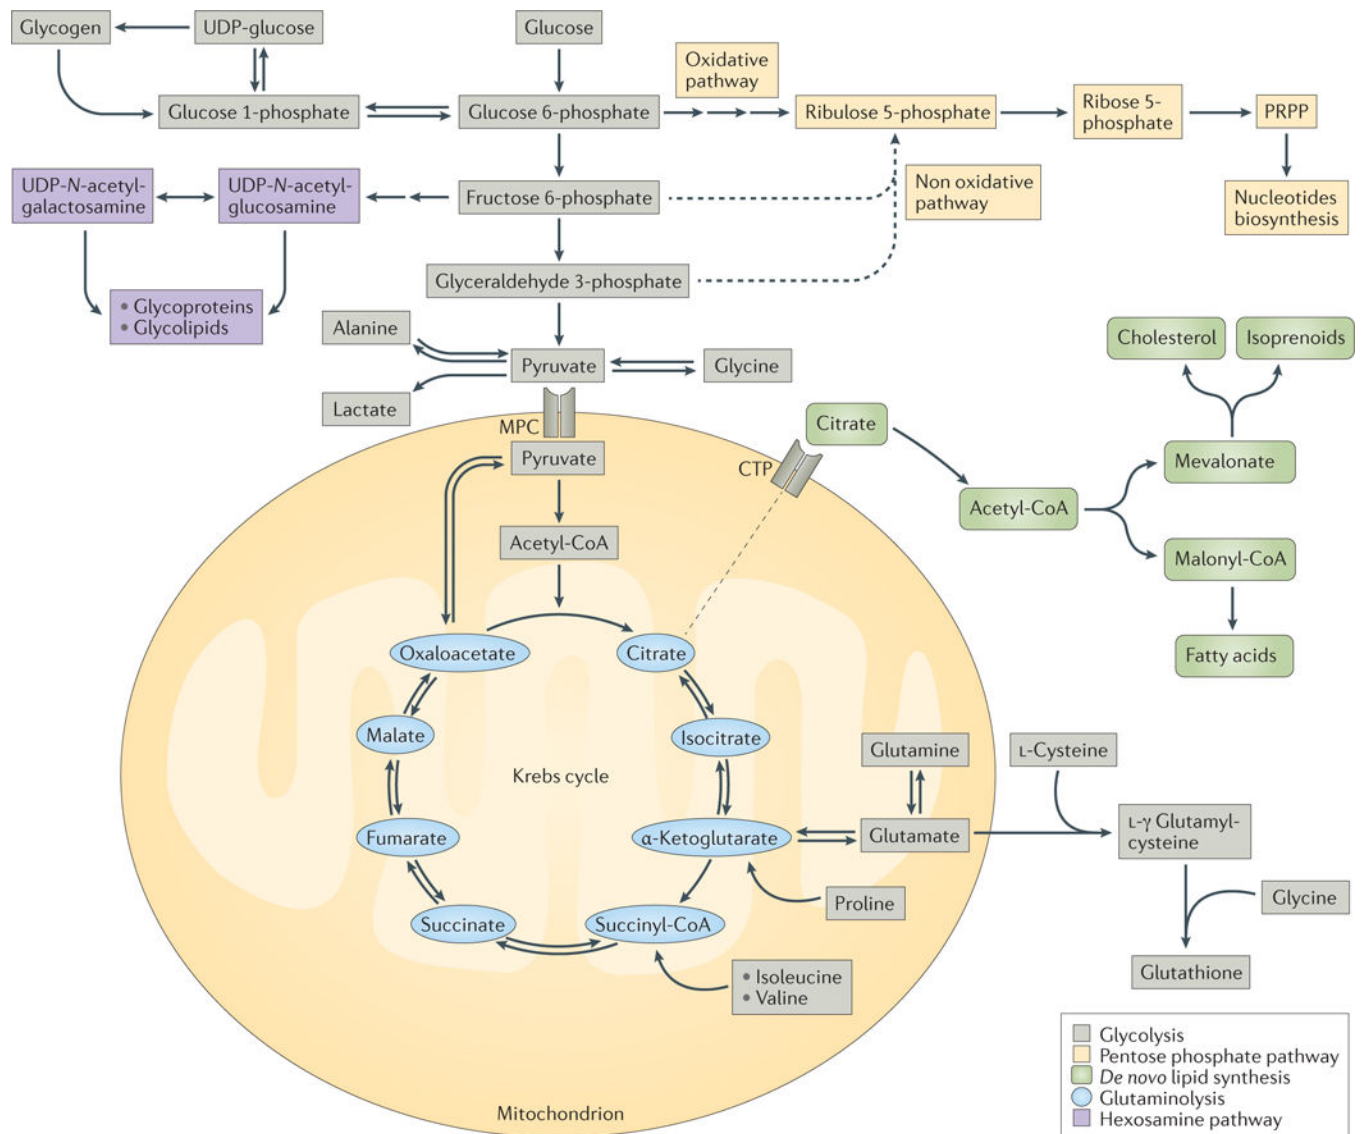 Glycogen
UDP-glucose
Glucose
Oxidative
pathway
Glucose 1-phosphate
Glucose 6-phosphate
Ribulose 5-phosphate
Ribose 5-
phosphate
PRPP
UDP-N-acetyl-
galactosamine
UDP-N-acetyl-
glucosamine
Fructose 6-phosphate
Non oxidative
pathway
Nucleotides
biosynthesis
Glyceraldehyde 3-phosphate
• Glycoproteins
• Glycolipids
Alanine
Pyruvate
Glycine
Lactate
Cholesterol
Isoprenoids
MPC
Citrate
Pyruvate
CTP
Mevalonate
Acetyl-CoA
Acetyl-CoA
Malonyl-CoA
Oxaloacetate
Citrate
Fatty acids
Malate
Isocitrate
Glutamine
L-Cysteine
Krebs cycle
Fumarate
α-Ketoglutarate
Glutamate
L-γ Glutamyl-
cysteine
Proline
Glycine
Succinate
Succinyl-CoA
• Isoleucine
• Valine
Glutathione
Glycolysis
Pentose phosphate pathway
De novo lipid synthesis
Glutaminolysis
Hexosamine pathway
Mitochondrion